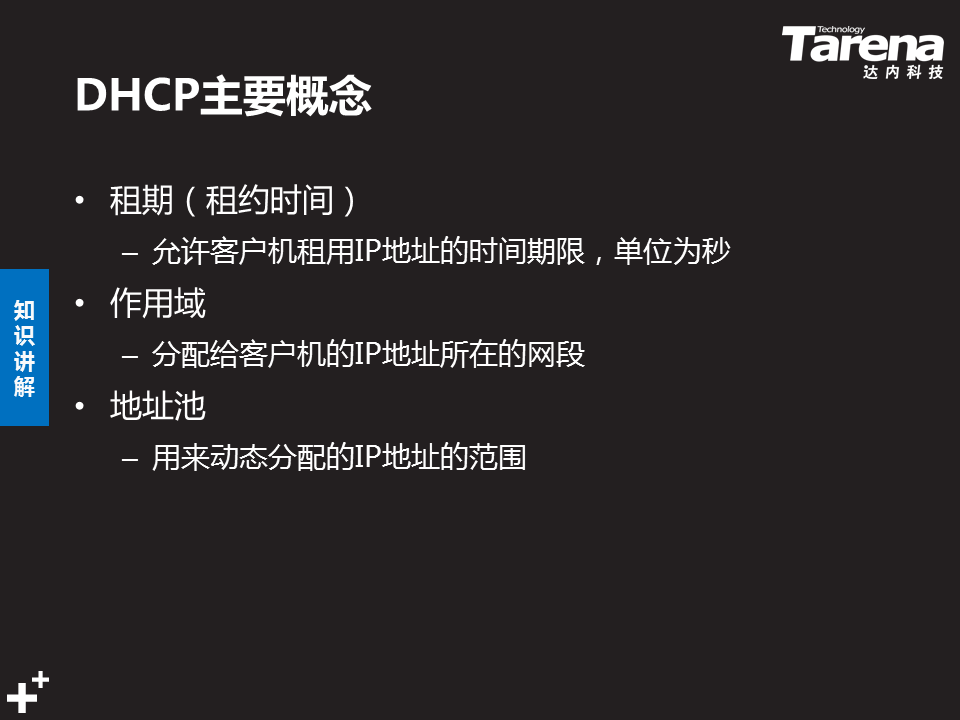 Technology
Tarena
达内科技
DHCP主要概念
• 租期（租约时间）
– 允许客户机租用IP地址的时间期限，单位为秒
• 作用域
– 分配给客户机的IP地址所在的网段
• 地址池
– 用来动态分配的IP地址的范围
知识讲解